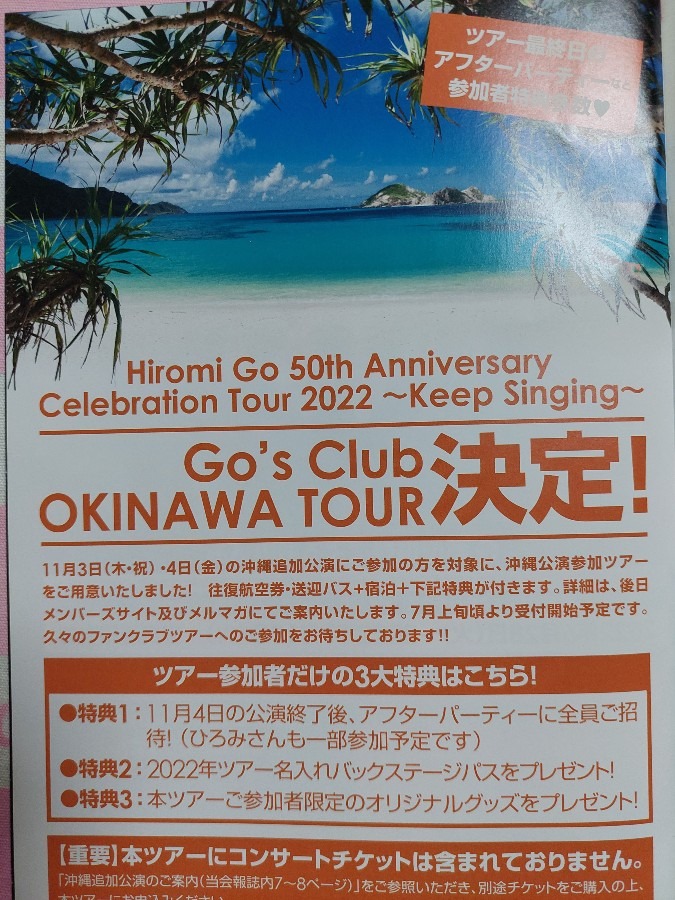 ツアー最終日の
アフターパーティーなど
参加者特典多数♥
Hiromi Go 50th Anniversary
Celebration Tour 2022 ～Keep Singing～
Go's Club
OKINAWA TOUR決定!
11月3日(木・祝)・4日(金)の沖縄追加公演にご参加の方を対象に、沖縄公演参加ツアー
をご用意いたしました! 往復航空券・送迎バス+宿泊+下記特典が付きます。詳細は、後日
メンバーズサイト及びメルマガにてご案内いたします。7月上旬頃より受付開始予定です。
久々のファンクラブツアーへのご参加をお待ちしております!!
ツアー参加者だけの3大特典はこちら!
●特典1：11月4日の公演終了後、アフターパーティーに全員ご招
待!(ひろみさんも一部参加予定です)
●特典2：2022年ツアー名入れバックステージパスをプレゼント!
●特典3：本ツアーご参加者限定のオリジナルグッズをプレゼント!
【重要】本ツアーにコンサートチケットは含まれておりません。
「沖縄追加公演のご案内(当会報誌内7～8ページ)」をご参照いただき、別途チケットをご購入の上、